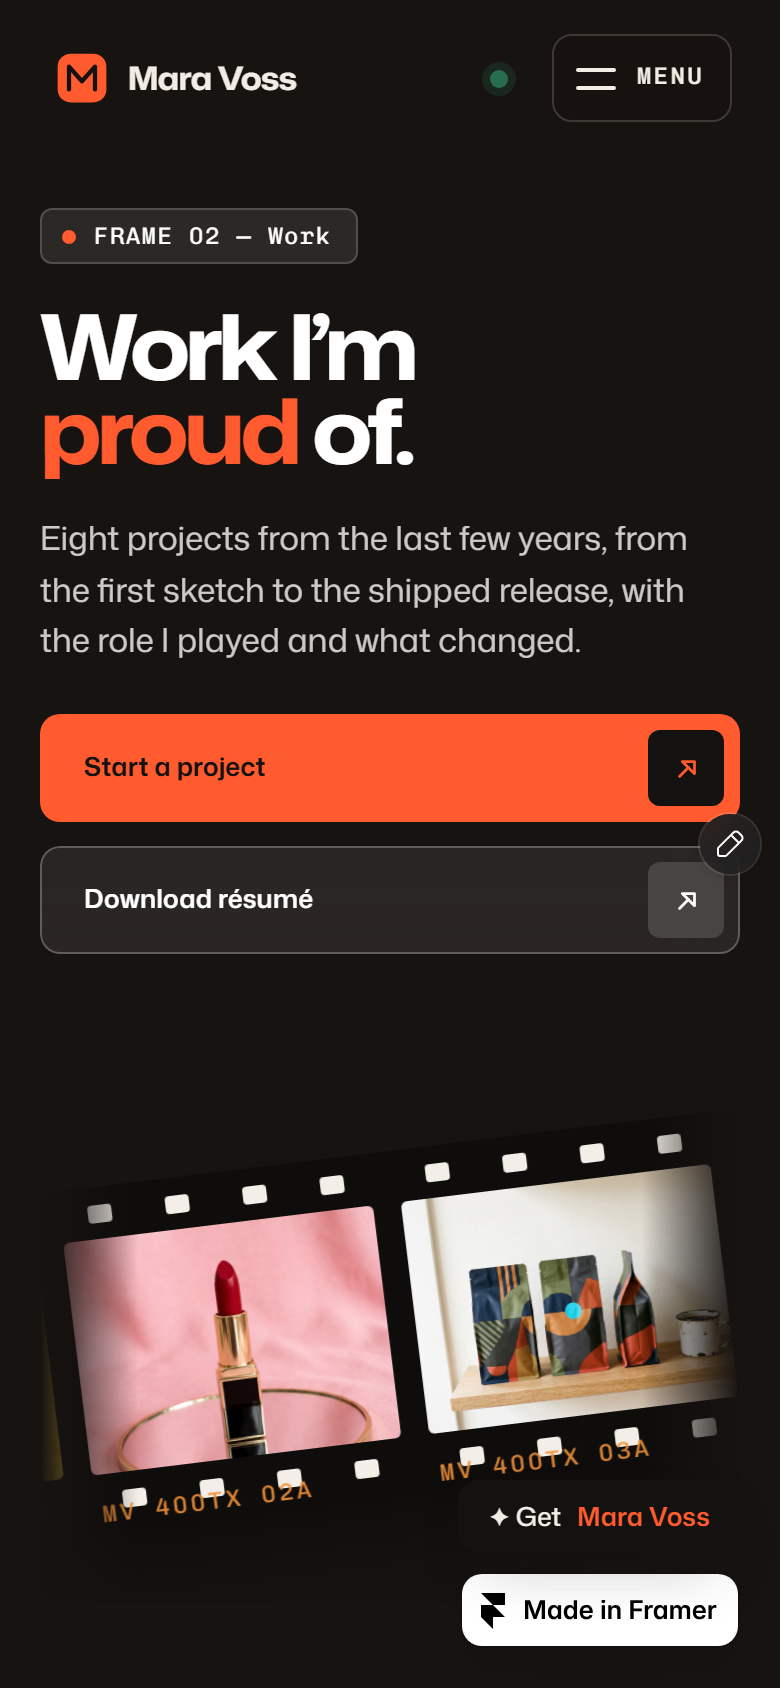 Mara Voss
MENU
FRAME 02 — Work
Work I’m
proud of.
Eight projects from the last few years, from
the first sketch to the shipped release, with
the role I played and what changed.
Start a project
Download résumé
MV 400TX 02A
MV 400TX 03A
Get Mara Voss
Made in Framer